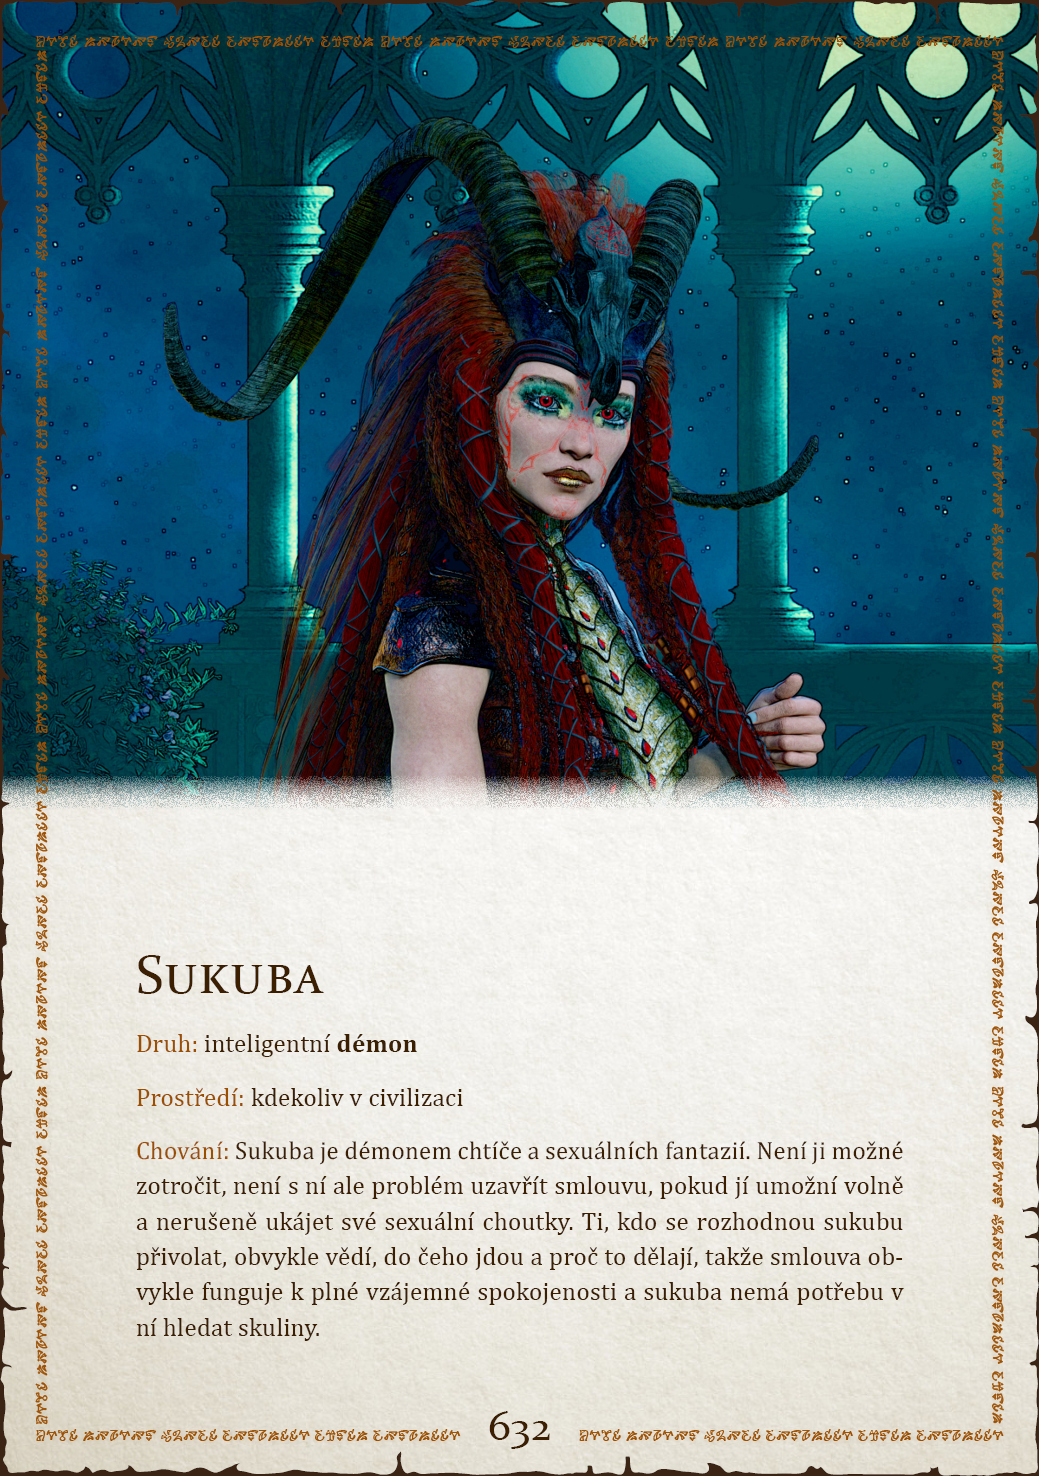 Sukuba
Druh: inteligentní démon
Prostředí: kdekoliv v civilizaci
Chování: Sukuba je démonem chtíče a sexuálních fantazií. Není ji možné
zotročit, není s ní ale problém uzavřít smlouvu, pokud jí umožní volně
a nerušeně ukájet své sexuální choutky. Ti, kdo se rozhodnou sukubu
přivolat, obvykle vědí, do čeho jdou a proč to dělají, takže smlouva ob-
vykle funguje k plné vzájemné spokojenosti a sukuba nemá potřebu v
ní hledat skuliny.
632